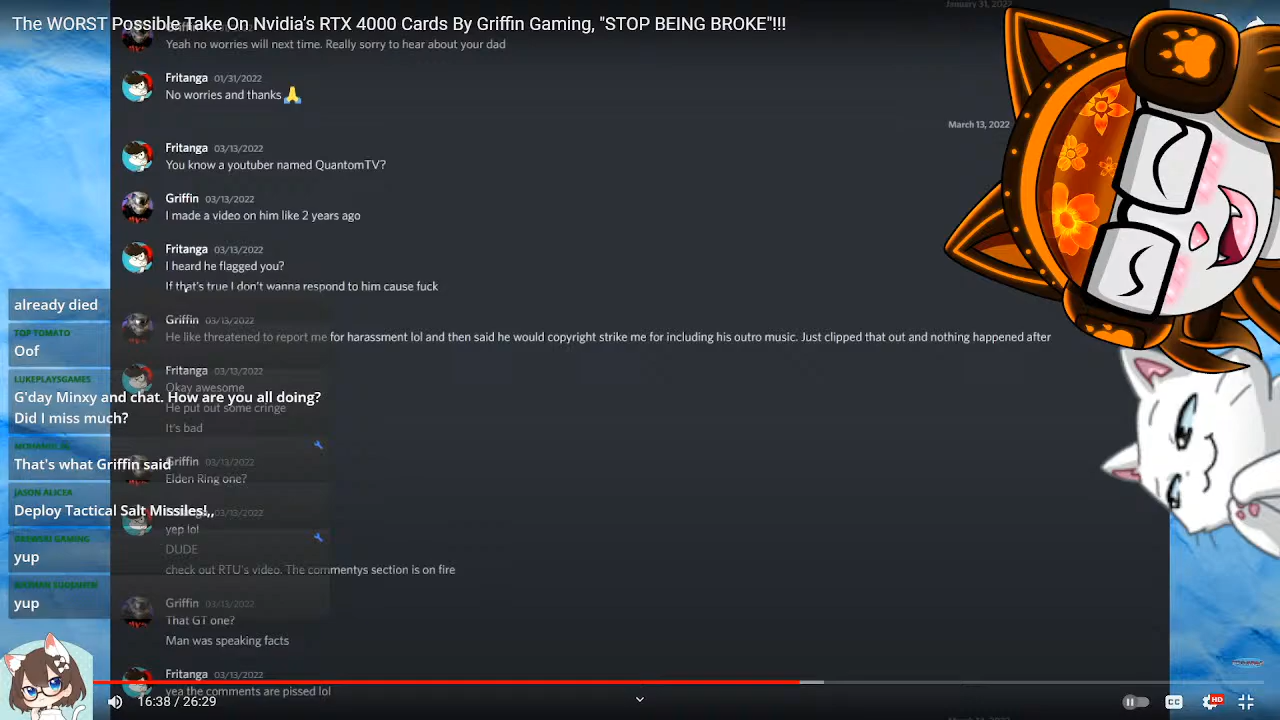 January 31, 2022
The WORST Possible Take On Nvidia's RTX 4000 Cards By Griffin Gaming, "STOP BEING BROKE"!!!
Yeah no worries will next time. Really sorry to hear about your dad
Fritanga 01/31/2022
No worries and thanks 🙏
March 13, 2022
Fritanga 03/13/2022
You know a youtuber named QuantomTV?
Griffin 03/13/2022
I made a video on him like 2 years ago
Fritanga 03/13/2022
I heard he flagged you?
If that's true I don't wanna respond to him cause fuck
Griffin 03/13/2022
He like threatened to report me for harassment lol and then said he would copyright strike me for including his outro music. Just clipped that out and nothing happened after
Fritanga 03/13/2022
Okay awesome
He put out some cringe
It's bad
Griffin 03/13/2022
Elden Ring one?
03/13/2022
yep lol
DUDE
check out RTU's video. The commentys section is on fire
Griffin 03/13/2022
That GT one?
Man was speaking facts
Fritanga 03/13/2022
yea the comments are pissed lol
already died
TOP TOMATO
Oof
LUKEPLAYSGAMES
G'day Minxy and chat. How are you all doing?
Did I miss much?
That's what Griffin said
JASON ALICEA
Deploy Tactical Salt Missiles!,,
GAMING
yup
yup
16:38 / 26:29
CC
HD